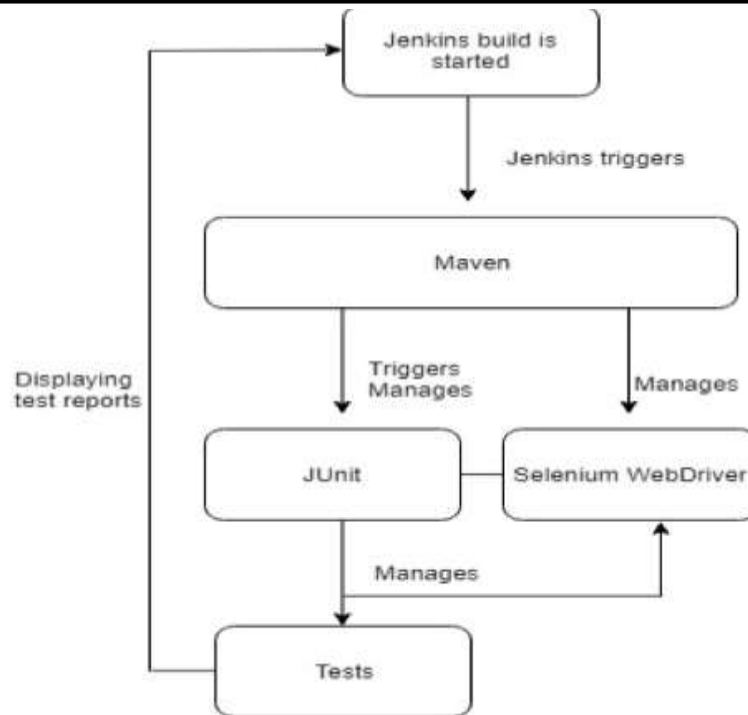 Jenkins build is
started
Jenkins triggers
Maven
Triggers
Manages
Manages
Displaying
test reports
JUnit
Selenium WebDriver
Manages
Tests